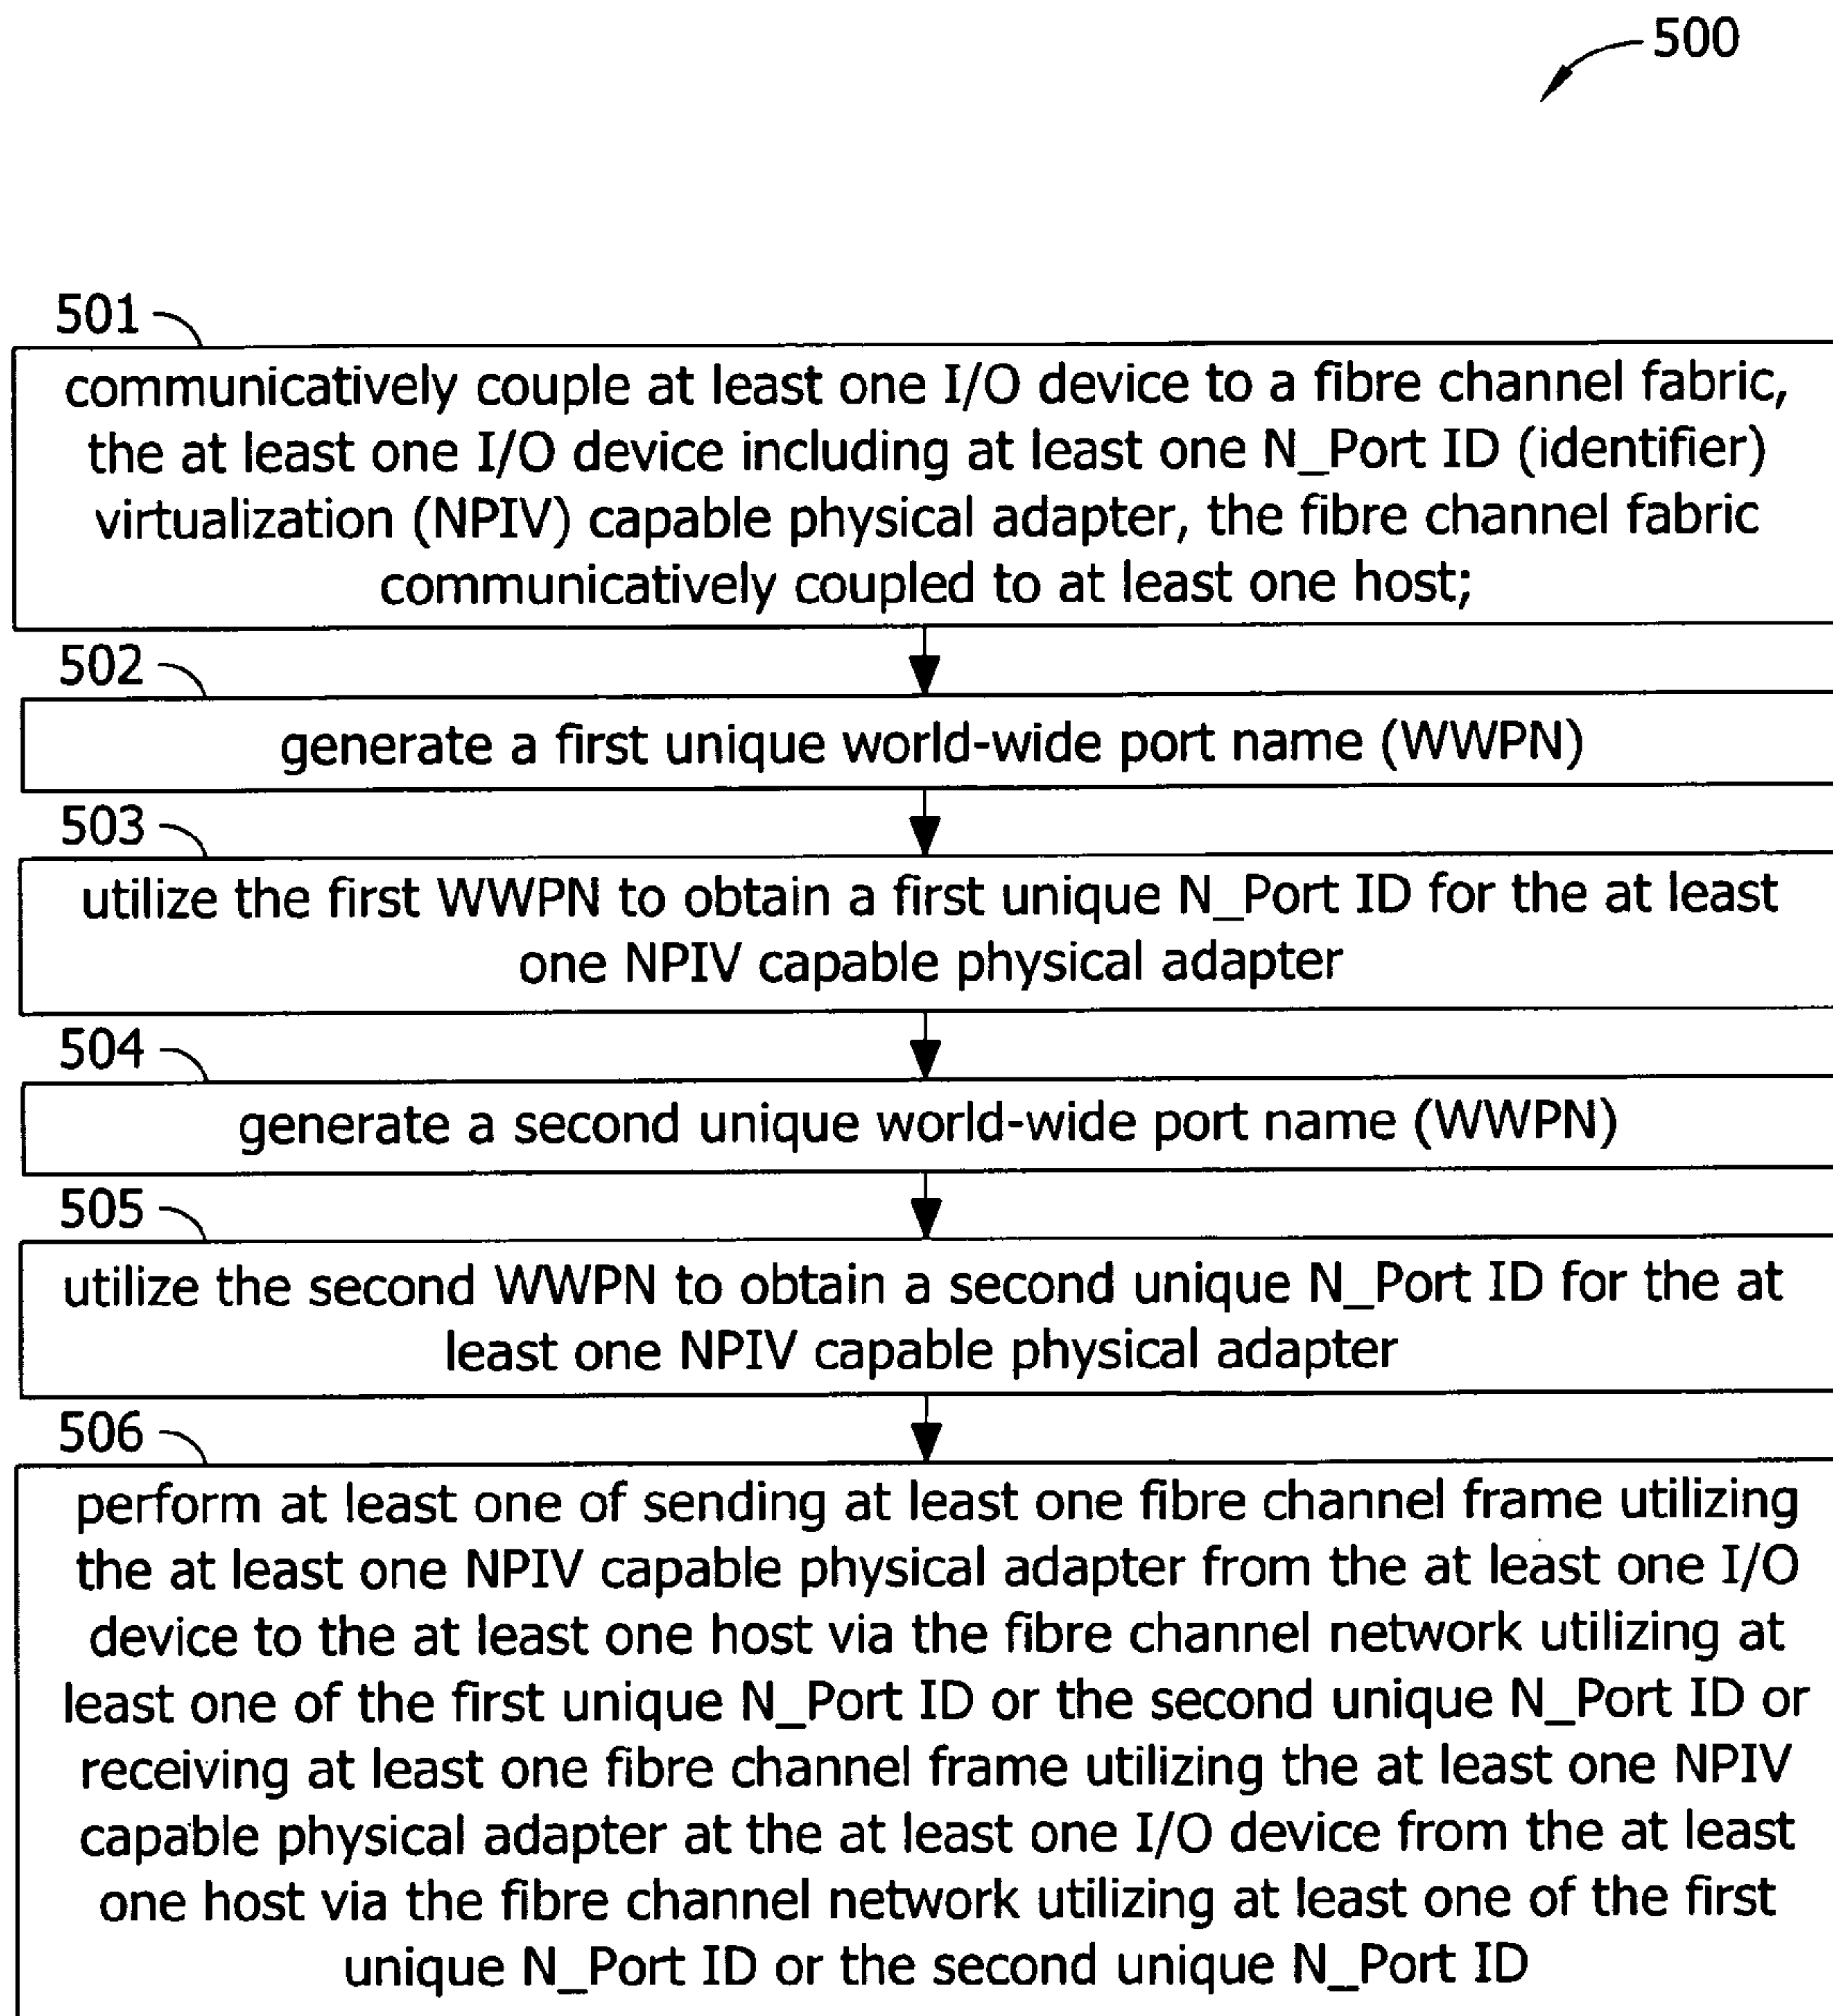 500
501
communicatively couple at least one I/O device to a fibre channel fabric,
the at least one I/O device including at least one N_Port ID (identifier)
virtualization (NPIV) capable physical adapter, the fibre channel fabric
communicatively coupled to at least one host;
502
generate a first unique world-wide port name (WWPN)
503
utilize the first WWPN to obtain a first unique N_Port ID for the at least
one NPIV capable physical adapter
504
generate a second unique world-wide port name (WWPN)
505
utilize the second WWPN to obtain a second unique N_Port ID for the at
least one NPIV capable physical adapter
506
perform at least one of sending at least one fibre channel frame utilizing
the at least one NPIV capable physical adapter from the at least one I/O
device to the at least one host via the fibre channel network utilizing at
least one of the first unique N_Port ID or the second unique N_Port ID or
receiving at least one fibre channel frame utilizing the at least one NPIV
capable physical adapter at the at least one I/O device from the at least
one host via the fibre channel network utilizing at least one of the first
unique N_Port ID or the second unique N_Port ID